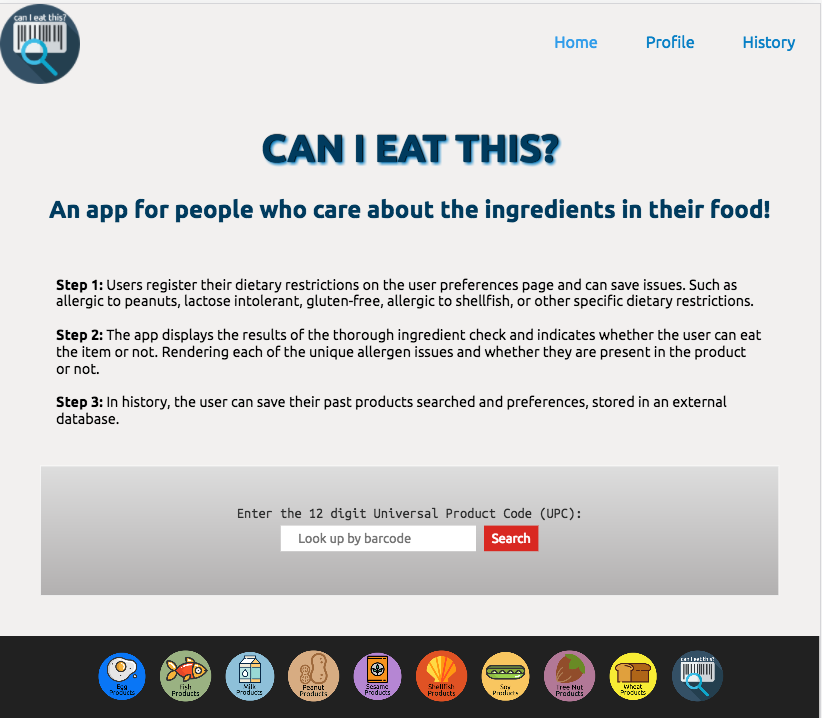 can I eat this?
Home
Profile
History
CAN I EAT THIS?
An app for people who care about the ingredients in their food!
Step 1: Users register their dietary restrictions on the user preferences page and can save issues. Such as
allergic to peanuts, lactose intolerant, gluten-free, allergic to shellfish, or other specific dietary restrictions.
Step 2: The app displays the results of the thorough ingredient check and indicates whether the user can eat
the item or not. Rendering each of the unique allergen issues and whether they are present in the product
or not.
Step 3: In history, the user can save their past products searched and preferences, stored in an external
database.
Enter the 12 digit Universal Product Code (UPC):
Look up by barcode
Search
Egg
Products
Fish
Products
Milk
Products
Peanut
Products
Sesame
Products
Shellfish
Products
Soy
Products
Tree Nut
Products
Wheat
Products
can I eat this?